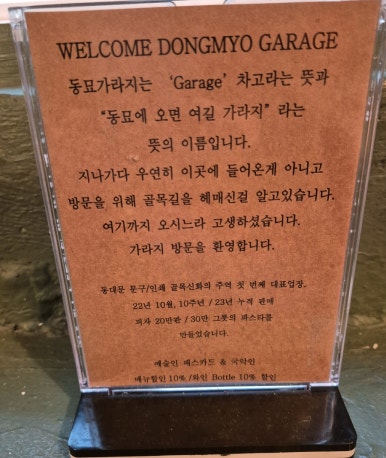 WELCOME DONGMYO GARAGE
동묘가라지는 ‘Garage’ 차고라는 뜻과
“동묘에 오면 여길 가라지” 라는
뜻의 이름입니다.
지나가다 우연히 이곳에 들어온게 아니고
방문을 위해 골목길을 헤매신걸 알고있습니다.
여기까지 오시느라 고생하셨습니다.
가라지 방문을 환영합니다.
동대문 문구/인쇄 골목신화의 주역 첫 번째 대표업장,
22년 10월, 10주년 / 23년 누적 판매
피자 20만판 / 30만 그릇의 파스타를
만들었습니다.
예술인 패스카드 & 국악인
메뉴할인 10% /와인 Bottle 10% 할인